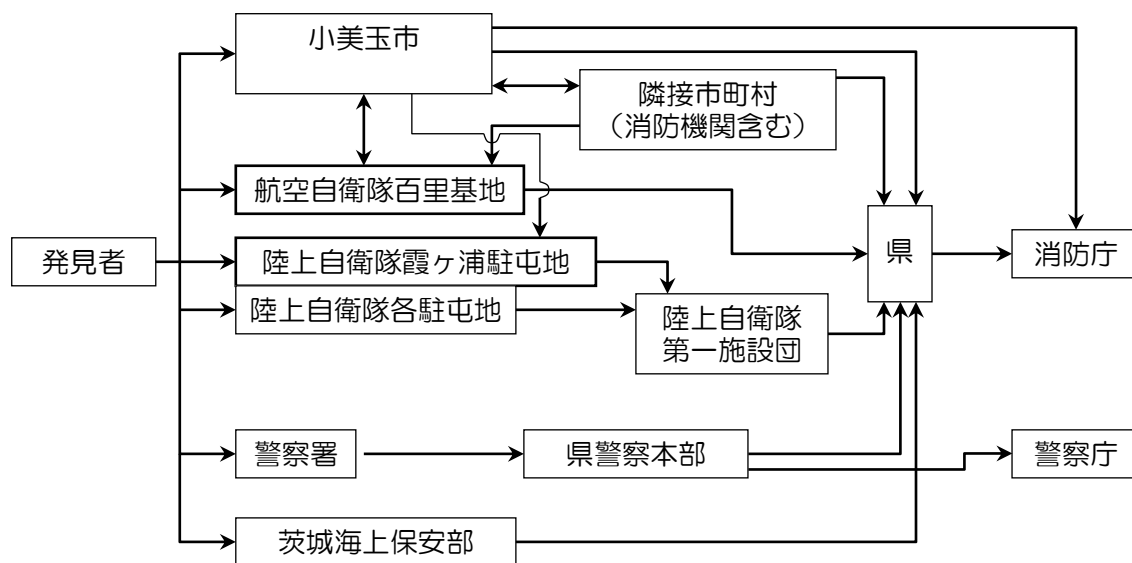 小美玉市
隣接市町村
（消防機関含む）
航空自衛隊百里基地
発見者
陸上自衛隊霞ヶ浦駐屯地
県
消防庁
陸上自衛隊各駐屯地
陸上自衛隊
第一施設団
警察署
県警察本部
警察庁
茨城海上保安部